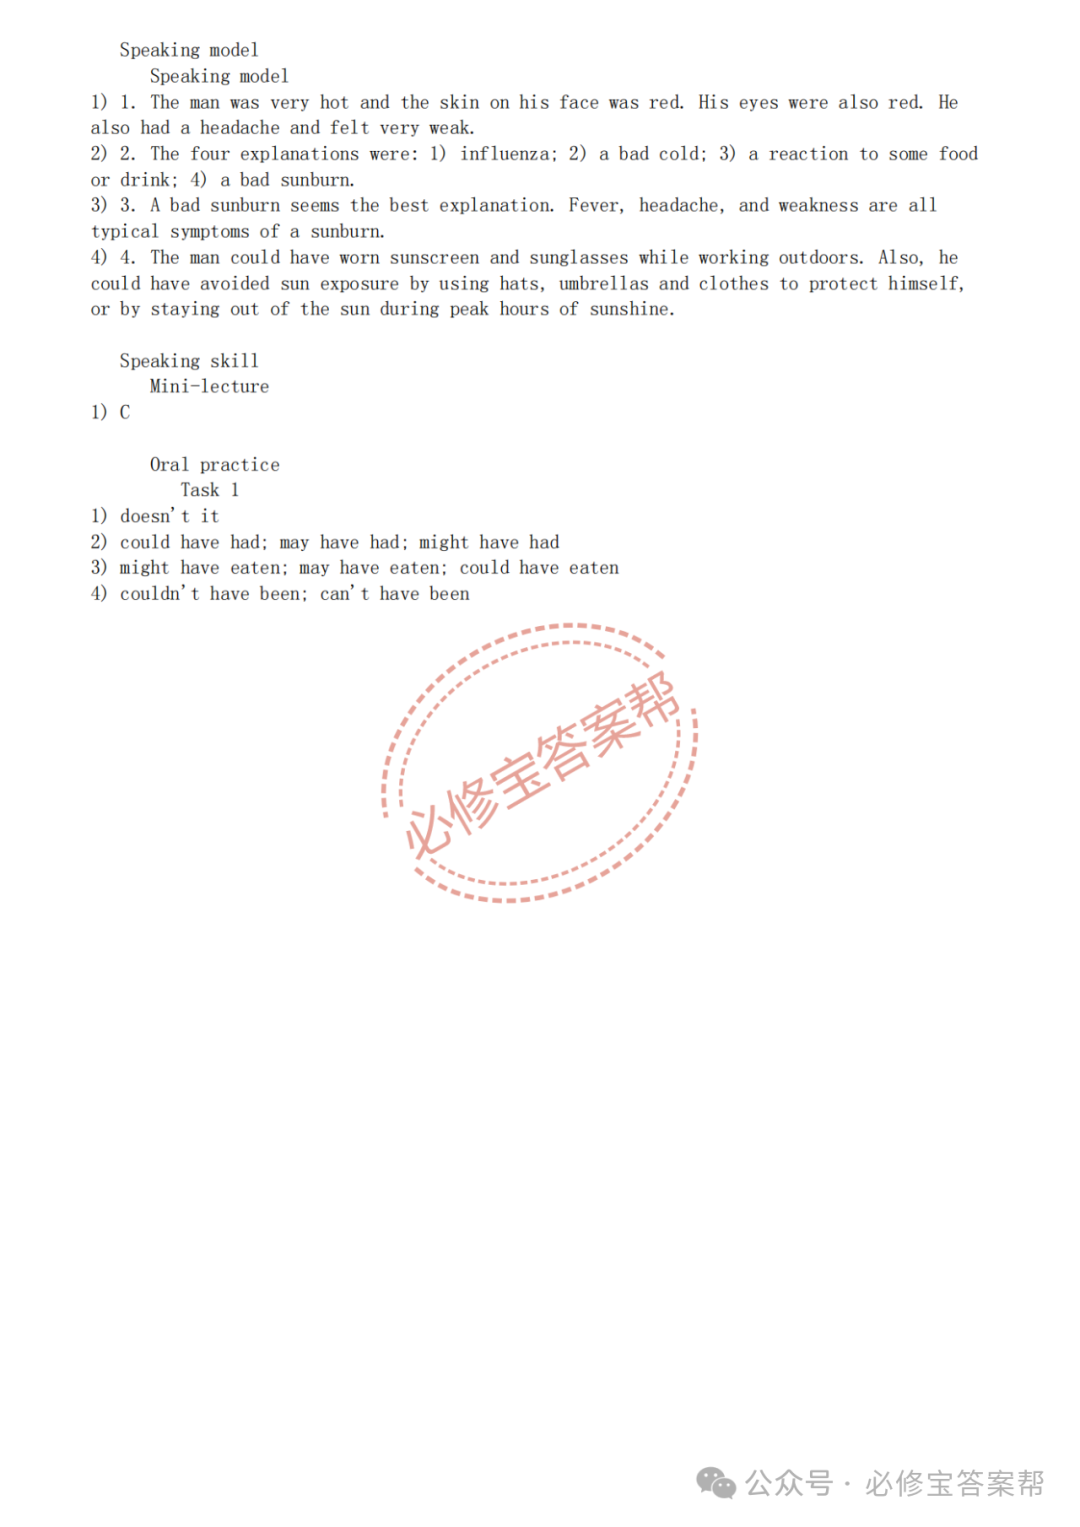 Speaking model
Speaking model
1) 1. The man was very hot and the skin on his face was red. His eyes were also red. He
also had a headache and felt very weak.
2) 2. The four explanations were: 1) influenza; 2) a bad cold; 3) a reaction to some food
or drink; 4) a bad sunburn.
3) 3. A bad sunburn seems the best explanation. Fever, headache, and weakness are all
typical symptoms of a sunburn.
4) 4. The man could have worn sunscreen and sunglasses while working outdoors. Also, he
could have avoided sun exposure by using hats, umbrellas and clothes to protect himself,
or by staying out of the sun during peak hours of sunshine.
Speaking skill
Mini-lecture
1) C
Oral practice
Task 1
1) doesn't it
2) could have had; may have had; might have had
3) might have eaten; may have eaten; could have eaten
4) couldn't have been; can't have been
必修宝答案帮
公众号 · 必修宝答案帮